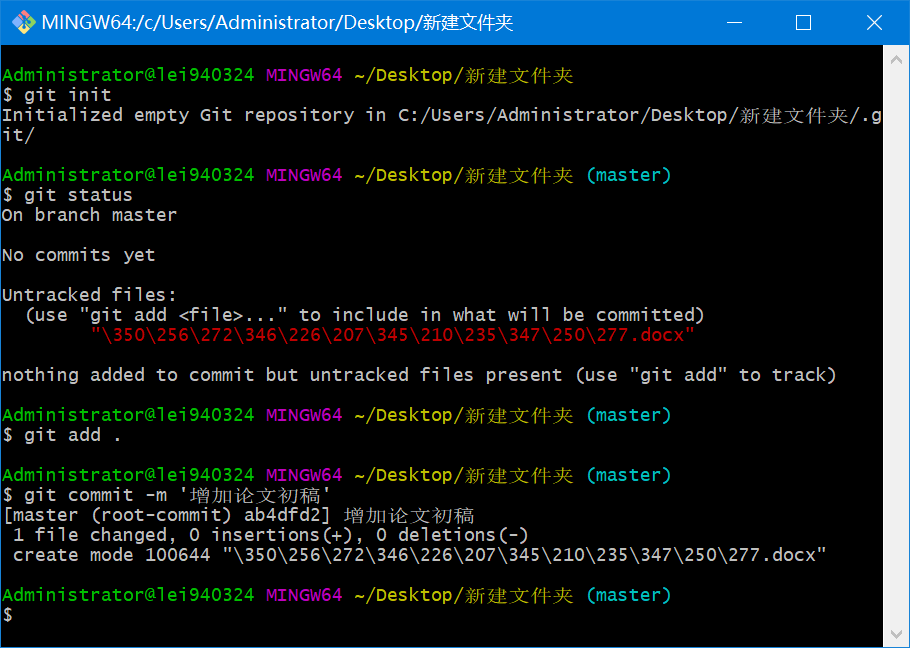 MINGW64:/c/Users/Administrator/Desktop/新建文件夹
Administrator@lei940324 MINGW64 ~/Desktop/新建文件夹
$ git init
Initialized empty Git repository in C:/Users/Administrator/Desktop/新建文件夹/.g
it/
Administrator@lei940324 MINGW64 ~/Desktop/新建文件夹 (master)
$ git status
On branch master
No commits yet
Untracked files:
(use "git add <file>..." to include in what will be committed)
"\350\256\272\346\226\207\345\210\235\347\250\277.docx"
nothing added to commit but untracked files present (use "git add" to track)
Administrator@lei940324 MINGW64 ~/Desktop/新建文件夹 (master)
$ git add .
Administrator@lei940324 MINGW64 ~/Desktop/新建文件夹 (master)
$ git commit -m '增加论文初稿'
[master (root-commit) ab4dfd2] 增加论文初稿
1 file changed, 0 insertions(+), 0 deletions(-)
create mode 100644 "\350\256\272\346\226\207\345\210\235\347\250\277.docx"
Administrator@lei940324 MINGW64 ~/Desktop/新建文件夹 (master)
$